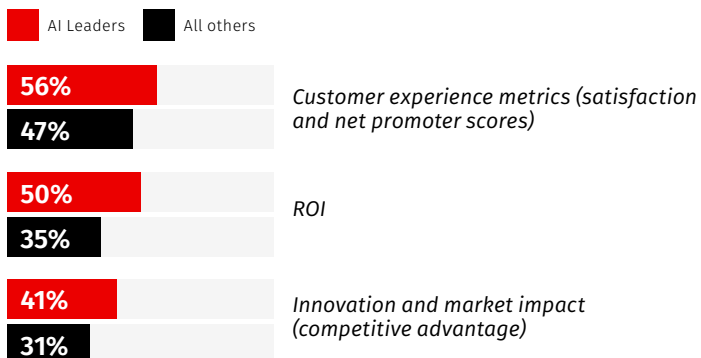 AI Leaders
All others
56%
47%
Customer experience metrics (satisfaction
and net promoter scores)
50%
35%
ROI
41%
31%
Innovation and market impact
(competitive advantage)